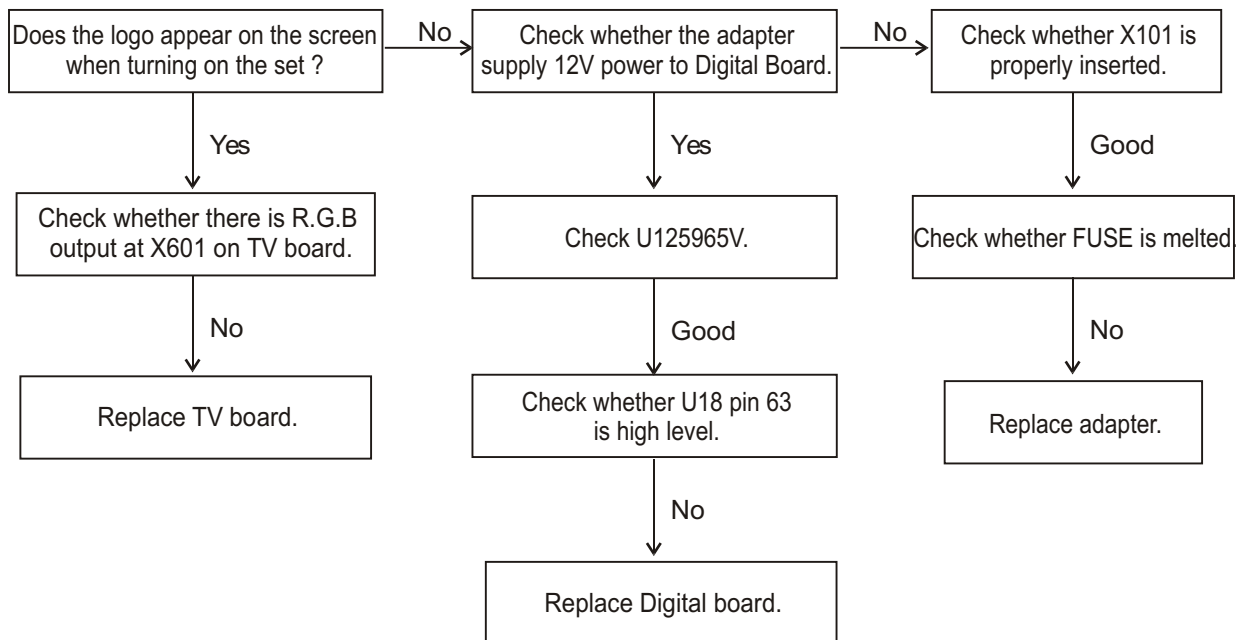 Does the logo appear on the screen
when turning on the set ?
No
Check whether the adapter
supply 12V power to Digital Board.
No
Check whether X101 is
properly inserted.
Yes
Yes
Good
Check whether there is R.G.B
output at X601 on TV board.
Check U125965V.
Check whether FUSE is melted.
No
Good
No
Replace TV board.
Check whether U18 pin 63
is high level.
Replace adapter.
No
Replace Digital board.